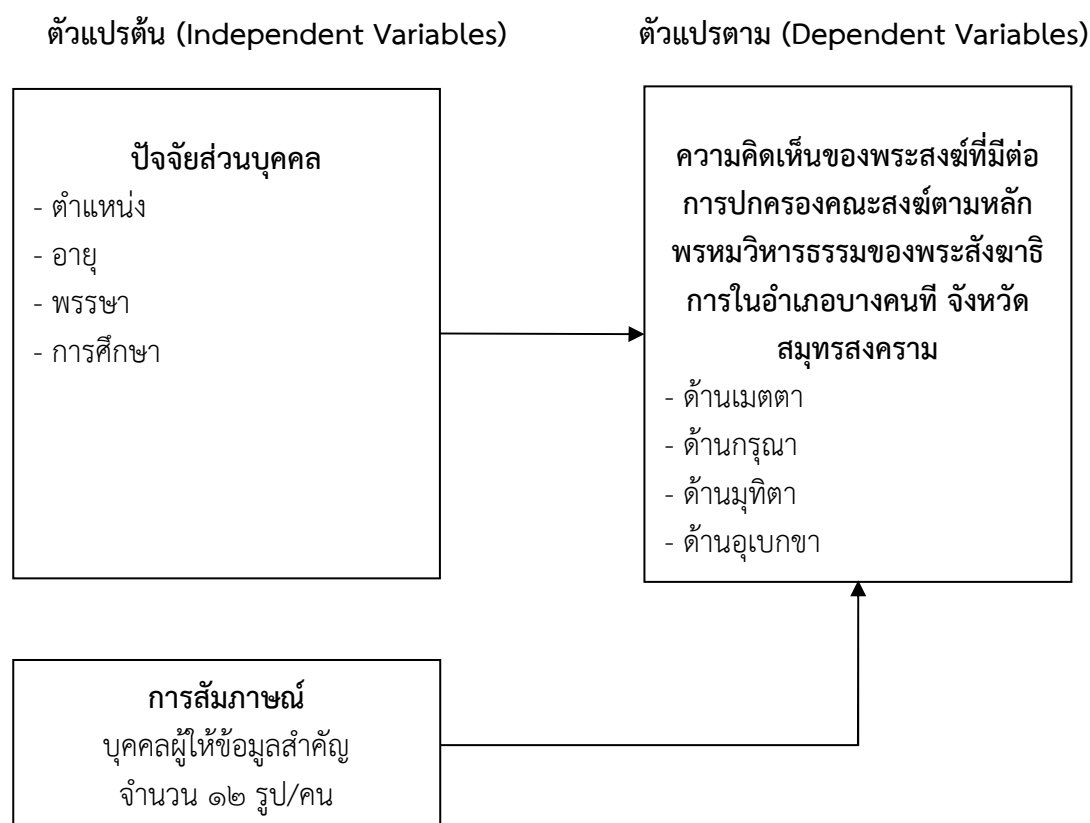 ตัวแปรต้น (Independent Variables)
ตัวแปรตาม (Dependent Variables)
ปัจจัยส่วนบุคคล
- ตำแหน่ง
- อายุ
- พรรษา
- การศึกษา
ความคิดเห็นของพระสงฆ์ที่มีต่อ
การปกครองคณะสงฆ์ตามหลัก
พรหมวิหารธรรมของพระสังฆาธิ
การในอำเภอบางคนที จังหวัด
สมุทรสงคราม
- ด้านเมตตา
- ด้านกรุณา
- ด้านมุทิตา
- ด้านอุเบกขา
การสัมภาษณ์
บุคคลผู้ให้ข้อมูลสำคัญ
จำนวน ๑๒ รูป/คน